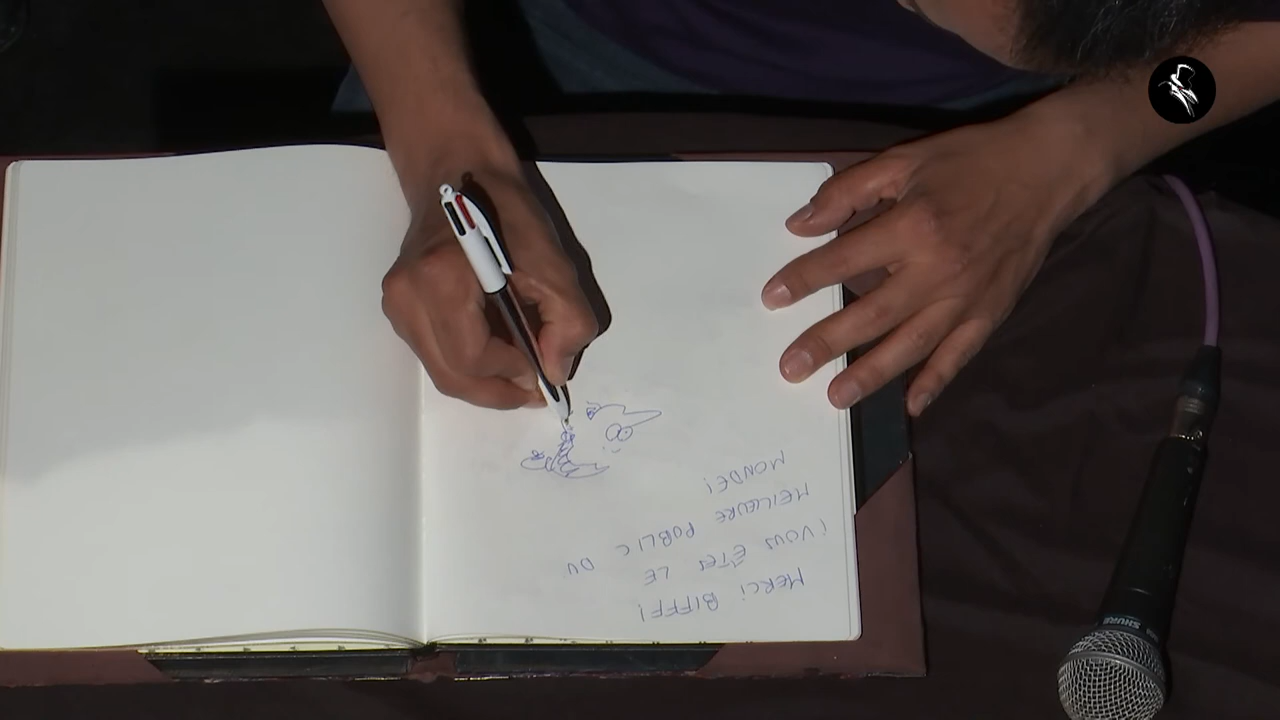 MERCI BIFFF!
¡VOUS ÊTES LE
MEILLEURE PUBLIC DU
MONDE!
SHURE